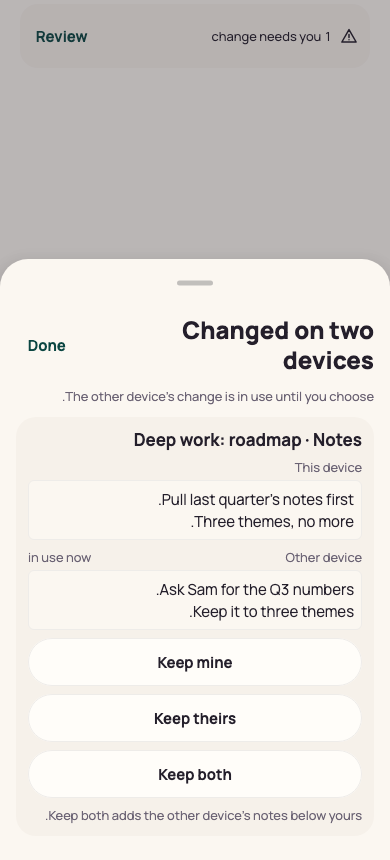 change needs you 1
Review
Changed on two
devices
Done
.The other device's change is in use until you choose
Deep work: roadmap · Notes
This device
.Pull last quarter's notes first
.Three themes, no more
Other device
in use now
.Ask Sam for the Q3 numbers
.Keep it to three themes
Keep mine
Keep theirs
Keep both
.Keep both adds the other device's notes below yours